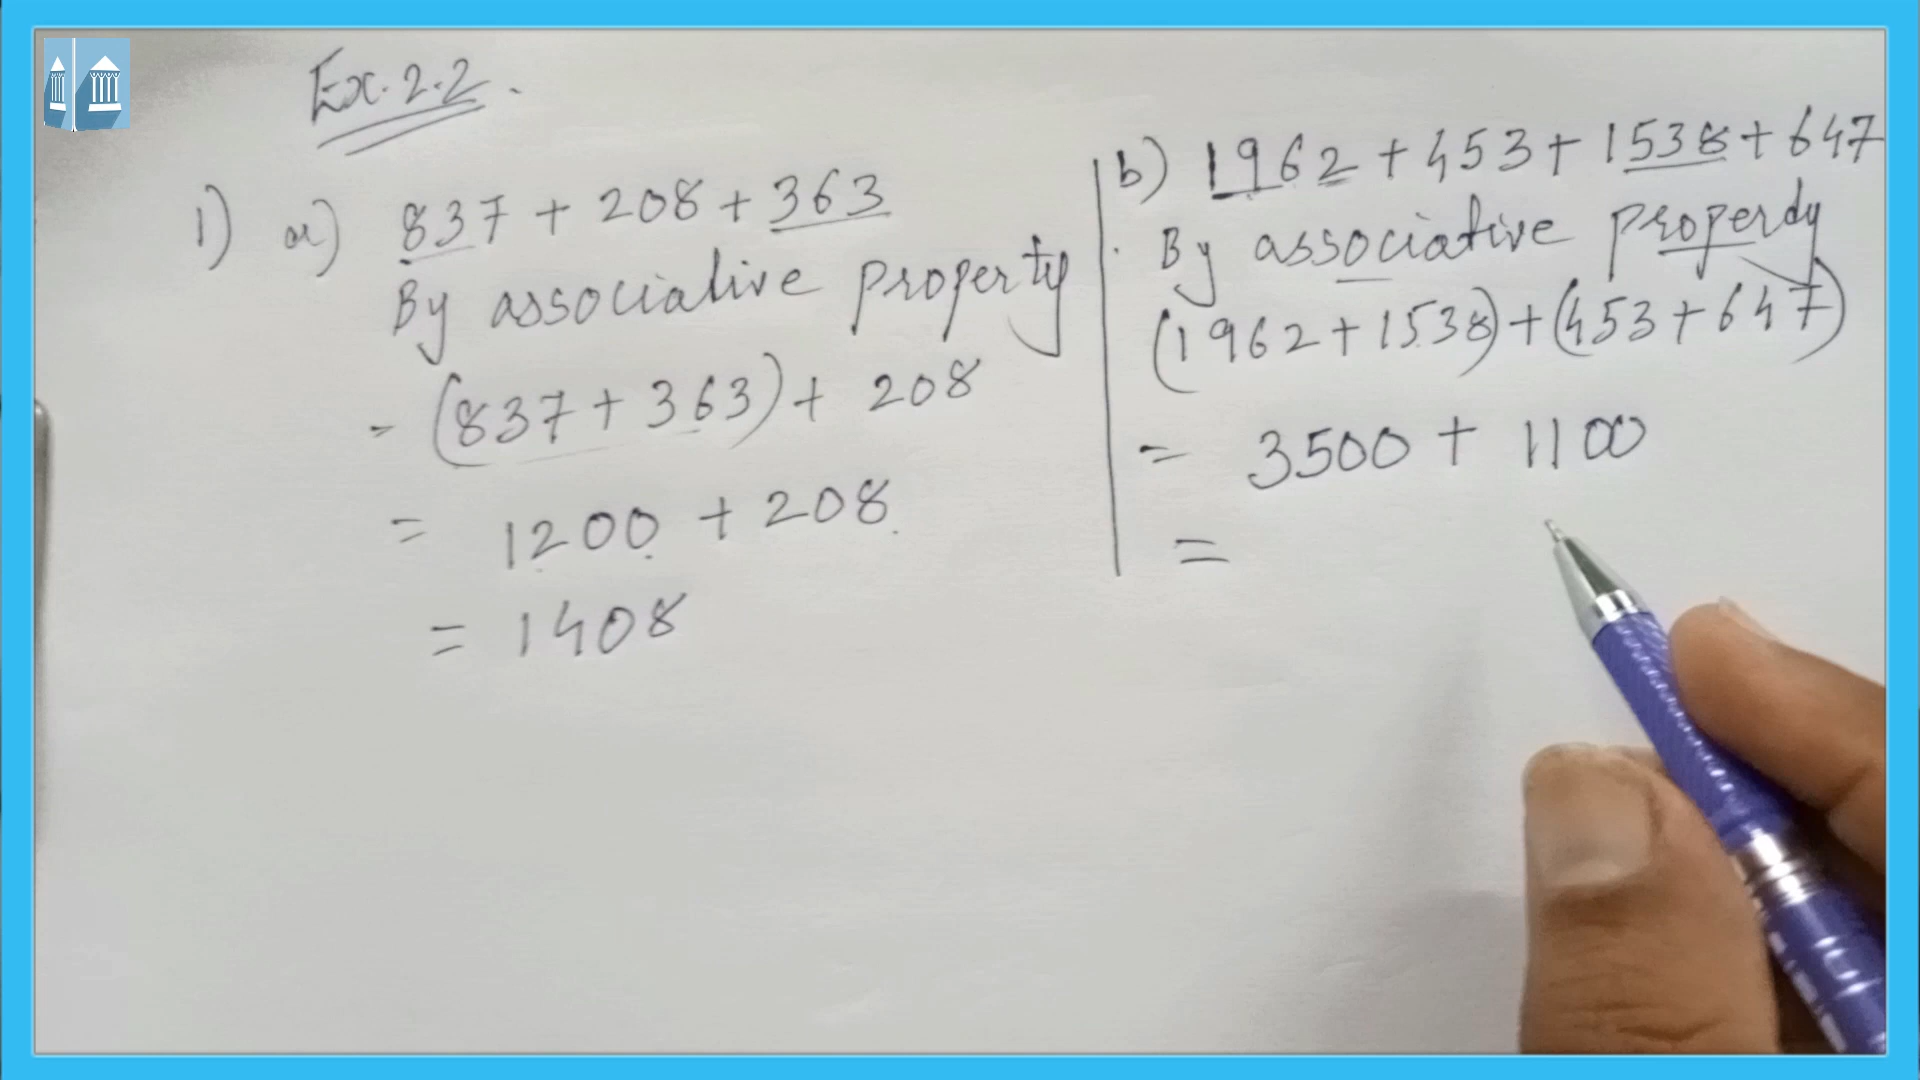 Ex. 2.2.
1) a) 837 + 208 + 363
By associative property
= (837 + 363) + 208
= 1200 + 208
= 1408
b) 1962 + 453 + 1538 + 647
By associative property
(1962 + 1538) + (453 + 647)
= 3500 + 1100
=